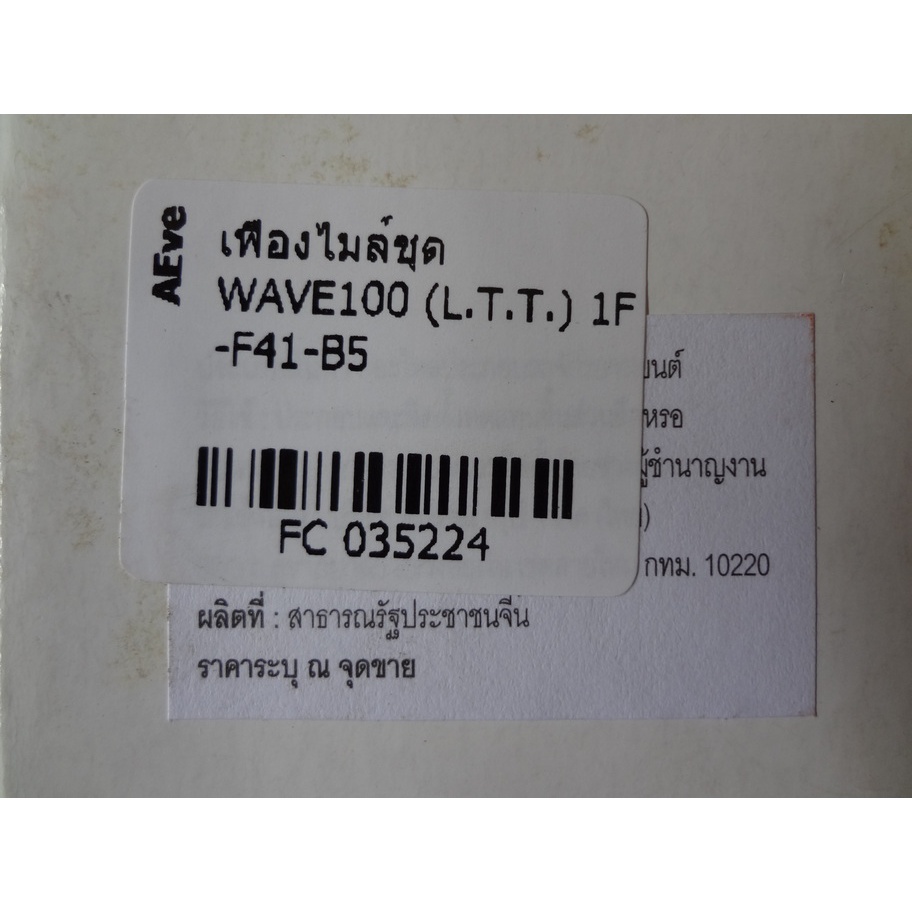 AEve
เฟืองไมล์ชุด
WAVE100 (L.T.T.) 1F
-F41-B5
FC 035224
ยนต์
หรอ
ผู้ชำนาญงาน
)
กทม. 10220
ผลิตที่ : สาธารณรัฐประชาชนจีน
ราคาระบุ ณ จุดขาย